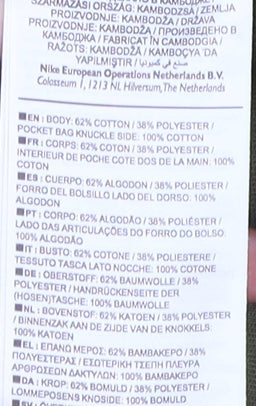 SZÁRMAZÁSI ORSZÁG: KAMBODZSA / ZEMLJA
PROIZVODNJE: KAMBODŽA / DRŽAVA
PROIZVODNJE: KAMBODŽA / ПРОИЗВЕДЕНО В
КАМБОДЖА / FABRICAT ÎN CAMBODGIA /
RAŽOTS: KAMBODŽĀ / KAMBOÇYA 'DA
YAPILMIŞTIR / صنع في كمبوديا
Nike European Operations Netherlands B.V.
Colosseum 1, 1213 NL Hilversum, The Netherlands
■ EN : BODY: 62% COTTON / 38% POLYESTER /
POCKET BAG KNUCKLE SIDE: 100% COTTON
■ FR : CORPS: 62% COTON / 38% POLYESTER /
INTERIEUR DE POCHE COTE DOS DE LA MAIN: 100%
COTON
■ ES : CUERPO: 62% ALGODON / 38% POLIESTER /
FORRO DEL BOLSILLO LADO DEL DORSO: 100%
ALGODON
■ PT : CORPO: 62% ALGODÃO / 38% POLIÉSTER /
LADO DAS ARTICULAÇÕES DO FORRO DO BOLSO:
100% ALGODÃO
■ IT : BUSTO: 62% COTONE / 38% POLIESTERE /
TESSUTO TASCA LATO NOCCHE: 100% COTONE
■ DE : OBERSTOFF: 62% BAUMWOLLE / 38%
POLYESTER / HANDRÜCKENSEITE DER
(HOSEN)TASCHE: 100% BAUMWOLLE
■ NL : BOVENSTOF: 62% KATOEN / 38% POLYESTER
/ BINNENZAK AAN DE ZIJDE VAN DE KNOKKELS:
100% KATOEN
■ EL : ΕΠΑΝΩ ΜΕΡΟΣ: 62% ΒΑΜΒΑΚΕΡΟ / 38%
ΠΟΛΥΕΣΤΕΡΑΣ / ΕΣΩΤΕΡΙΚΗ ΤΣΕΠΗ ΠΛΕΥΡΑ
ΑΡΘΡΩΣΕΩΝ ΔΑΚΤΥΛΩΝ: 100% ΒΑΜΒΑΚΕΡΟ
■ DA : KROP: 62% BOMULD / 38% POLYESTER /
LOMMEPOSENS KNOSIDE: 100% BOMULD